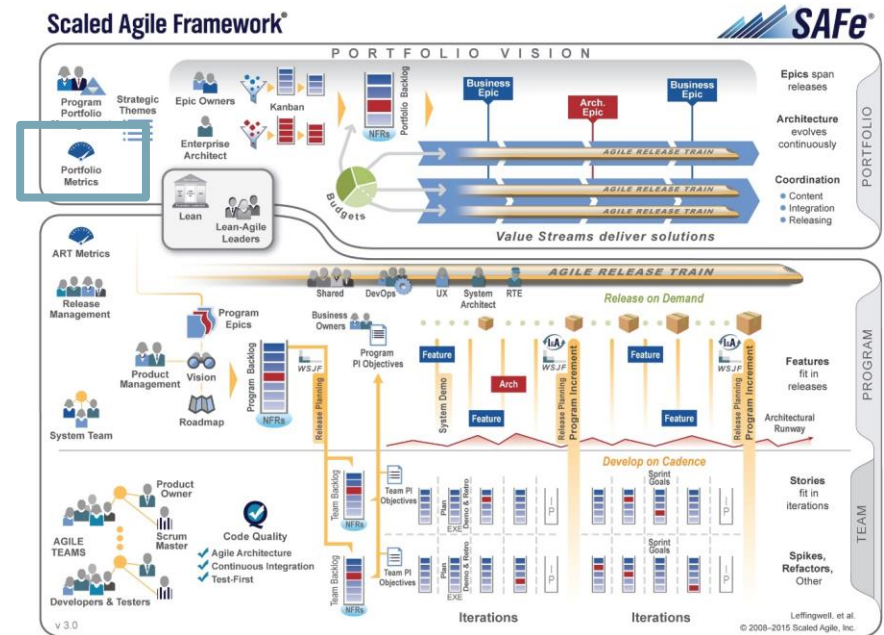 Scaled Agile Framework®
SAFe®
PORTFOLIO VISION
Program
Portfolio
Strategic
Themes
Portfolio
Metrics
Epic Owners
Enterprise
Architect
Kanban
NFRs
Portfolio Backlog
Business
Epic
Arch.
Epic
Business
Epic
AGILE RELEASE TRAIN
AGILE RELEASE TRAIN
Budgets
Value Streams deliver solutions
Epics span
releases
Architecture
evolves
continuously
Coordination
Content
Integration
Releasing
PORTFOLIO
Lean
Lean-Agile
Leaders
ART Metrics
Release
Management
AGILE RELEASE TRAIN
Shared
DevOps
UX
System
Architect
RTE
Release on Demand
Program
Epics
Business
Owners
Program
PI Objectives
Product
Management
Vision
Roadmap
System Team
Program Backlog
NFRs
WSJF
Release Planning
Feature
System Demo
Arch
Feature
I&A
WSJF
Release Planning
Program Increment
Feature
Feature
I&A
WSJF
Release Planning
Program Increment
Architectural
Runway
Features
fit in
releases
PROGRAM
Develop on Cadence
Product
Owner
AGILE
TEAMS
Scrum
Master
Developers & Testers
Code Quality
Agile Architecture
Continuous Integration
Test-First
Team Backlog
NFRs
Team PI
Objectives
Plan
EXE
Demo & Retro
IP
Sprint
Goals
IP
Team Backlog
NFRs
Team PI
Objectives
Plan
EXE
Demo & Retro
IP
Sprint
Goals
IP
Iterations
Iterations
Stories
fit in
iterations
Spikes,
Refactors,
Other
TEAM
v 3.0
Leffingwell, et al.
© 2008–2015 Scaled Agile, Inc.